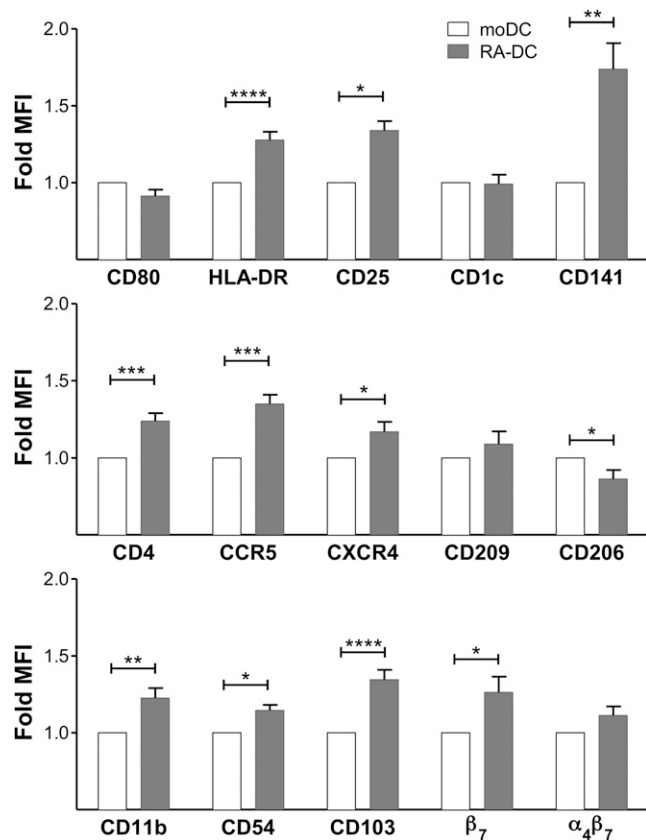 moDC
RA-DC
Fold MFI
2.0
1.5
1.0
****
*
**
CD80 HLA-DR CD25 CD1c CD141
Fold MFI
2.0
1.5
1.0
***
***
*
*
CD4 CCR5 CXCR4 CD209 CD206
Fold MFI
2.0
1.5
1.0
**
*
****
*
CD11b CD54 CD103 β7 α4β7